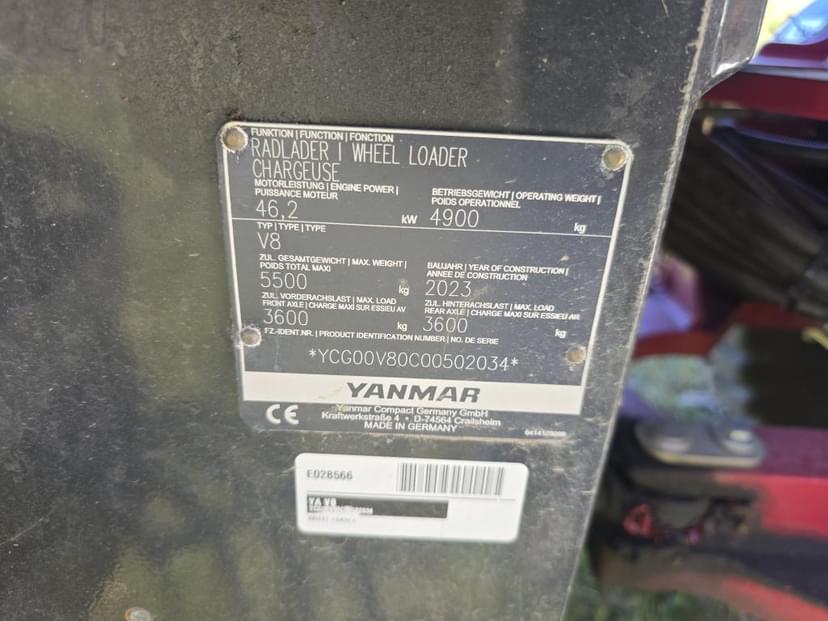 FUNKTION | FUNCTION | FONCTION
RADLADER | WHEEL LOADER
CHARGEUSE
MOTORLEISTUNG | ENGINE POWER |
PUISSANCE MOTEUR
46,2 kW
BETRIEBSGEWICHT | OPERATING WEIGHT |
POIDS OPERATIONNEL
4900 kg
TYP | TYPE | TYPE
V8
ZUL. GESAMTGEWICHT | MAX. WEIGHT |
POIDS TOTAL MAXI
5500 kg
BAUJAHR | YEAR OF CONSTRUCTION |
ANNEE DE CONSTRUCTION
2023
ZUL. VORDERACHSLAST | MAX. LOAD
FRONT AXLE | CHARGE MAXI SUR ESSIEU AV
3600 kg
ZUL. HINTERACHSLAST | MAX. LOAD
REAR AXLE | CHARGE MAXI SUR ESSIEU AR
3600 kg
FZ.-IDENT.NR. | PRODUCT IDENTIFICATION NUMBER | NO. DE SERIE
*YCG00V80C00502034*
YANMAR
CE
Yanmar Compact Germany GmbH
Kraftwerkstraße 4 • D-74564 Crailsheim
MADE IN GERMANY
E028566
YA V8
WHEEL LOADER